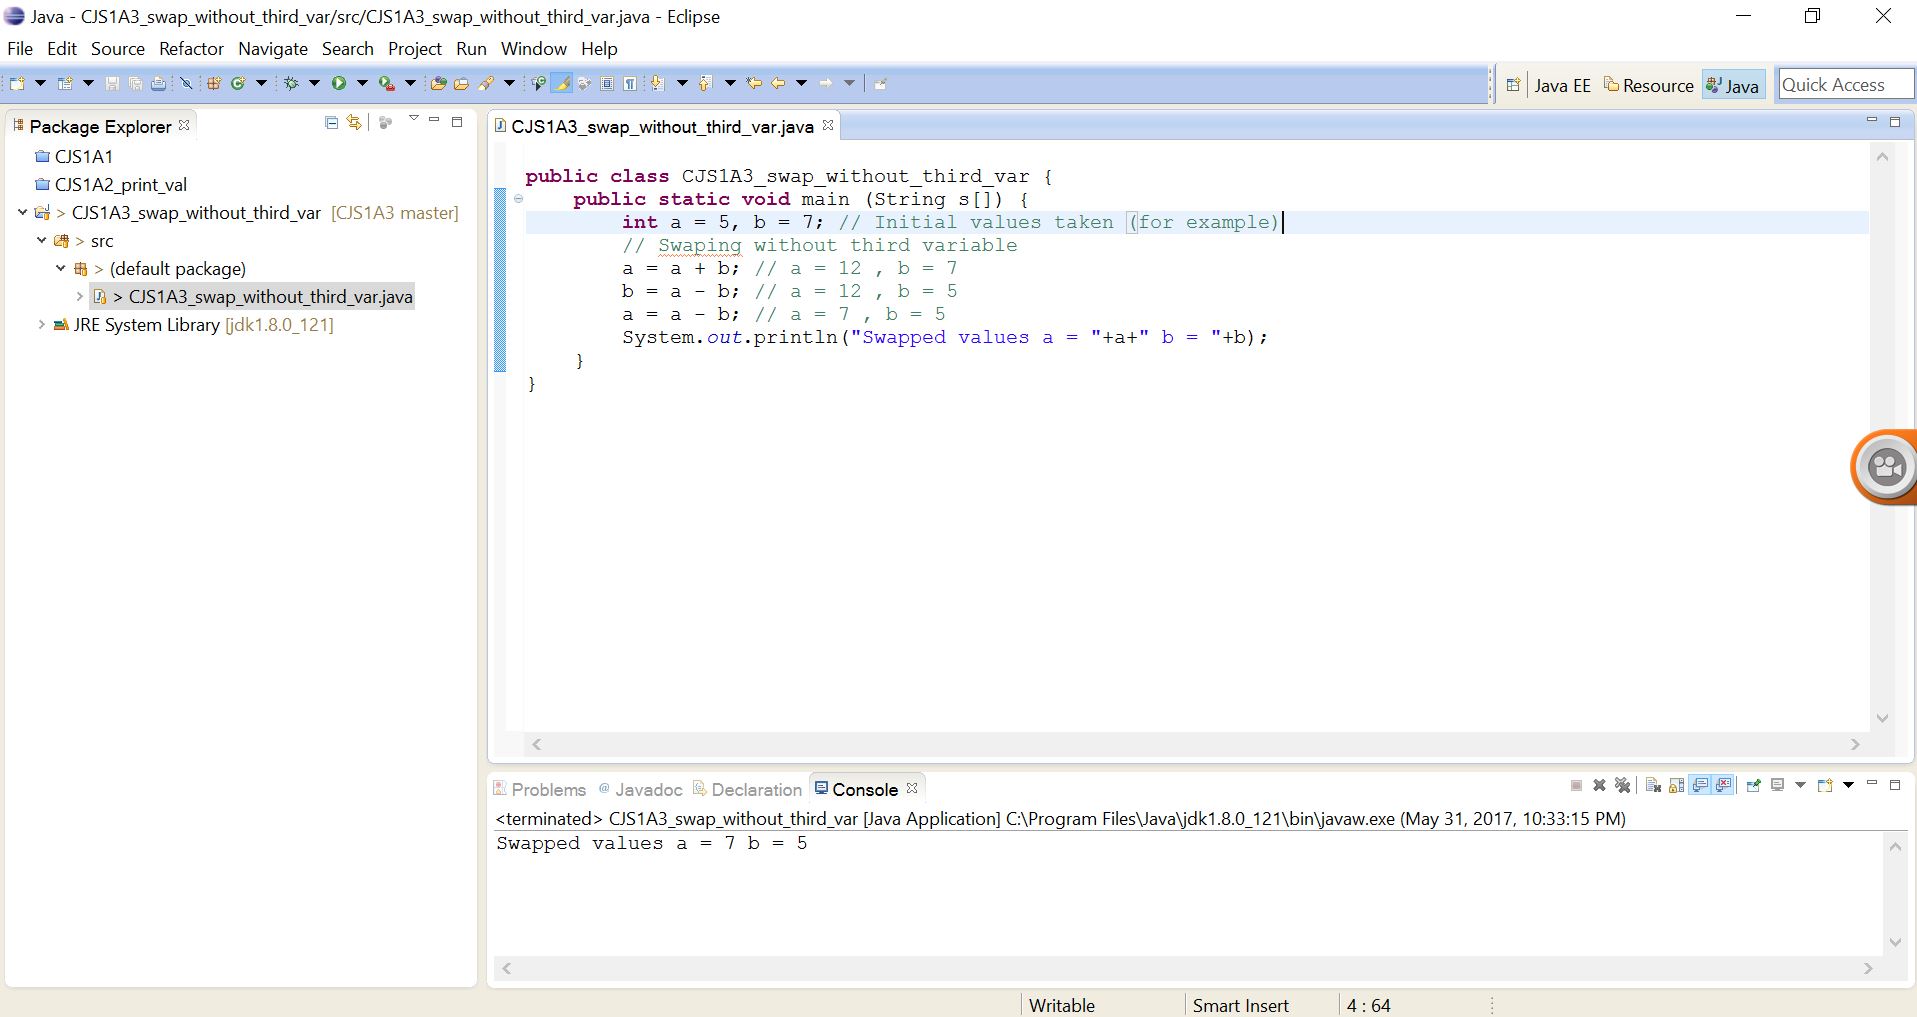 Java - CJS1A3_swap_without_third_var/src/CJS1A3_swap_without_third_var.java - Eclipse
File Edit Source Refactor Navigate Search Project Run Window Help
Java EE Resource Java Quick Access
Package Explorer
CJS1A1
CJS1A2_print_val
> CJS1A3_swap_without_third_var [CJS1A3 master]
> src
> (default package)
> CJS1A3_swap_without_third_var.java
JRE System Library [jdk1.8.0_121]
CJS1A3_swap_without_third_var.java
public class CJS1A3_swap_without_third_var {
public static void main (String s[]) {
int a = 5, b = 7; // Initial values taken (for example)
// Swaping without third variable
a = a + b; // a = 12 , b = 7
b = a - b; // a = 12 , b = 5
a = a - b; // a = 7 , b = 5
System.out.println("Swapped values a = "+a+" b = "+b);
}
}
Problems @ Javadoc Declaration Console
<terminated> CJS1A3_swap_without_third_var [Java Application] C:\Program Files\Java\jdk1.8.0_121\bin\javaw.exe (May 31, 2017, 10:33:15 PM)
Swapped values a = 7 b = 5
Writable Smart Insert 4 : 64